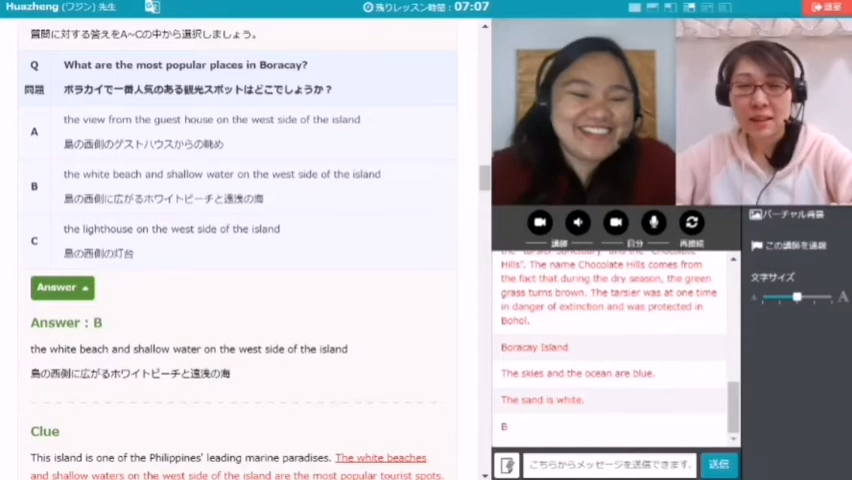 Huazheng (ワジン) 先生
残りレッスン時間：07:07
退室
質問に対する答えをA~Cの中から選択しましょう。
Q What are the most popular places in Boracay?
問題 ボラカイで一番人気のある観光スポットはどこでしょうか？
A the view from the guest house on the west side of the island
島の西側のゲストハウスからの眺め
B the white beach and shallow water on the west side of the island
島の西側に広がるホワイトビーチと遠浅の海
C the lighthouse on the west side of the island
島の西側の灯台
Answer
Answer : B
the white beach and shallow water on the west side of the island
島の西側に広がるホワイトビーチと遠浅の海
Clue
This island is one of the Philippines' leading marine paradises. The white beaches
and shallow waters on the west side of the island are the most popular tourist spots.
講師
自分
再接続
the "tarsier sanctuary" and the "Chocolate
Hills". The name Chocolate Hills comes from
the fact that during the dry season, the green
grass turns brown. The tarsier was at one time
in danger of extinction and was protected in
Bohol.
Boracay Island
The skies and the ocean are blue.
The sand is white.
B
こちらからメッセージを送信できます。
送信
バーチャル背景
この講師を通報
文字サイズ
A A